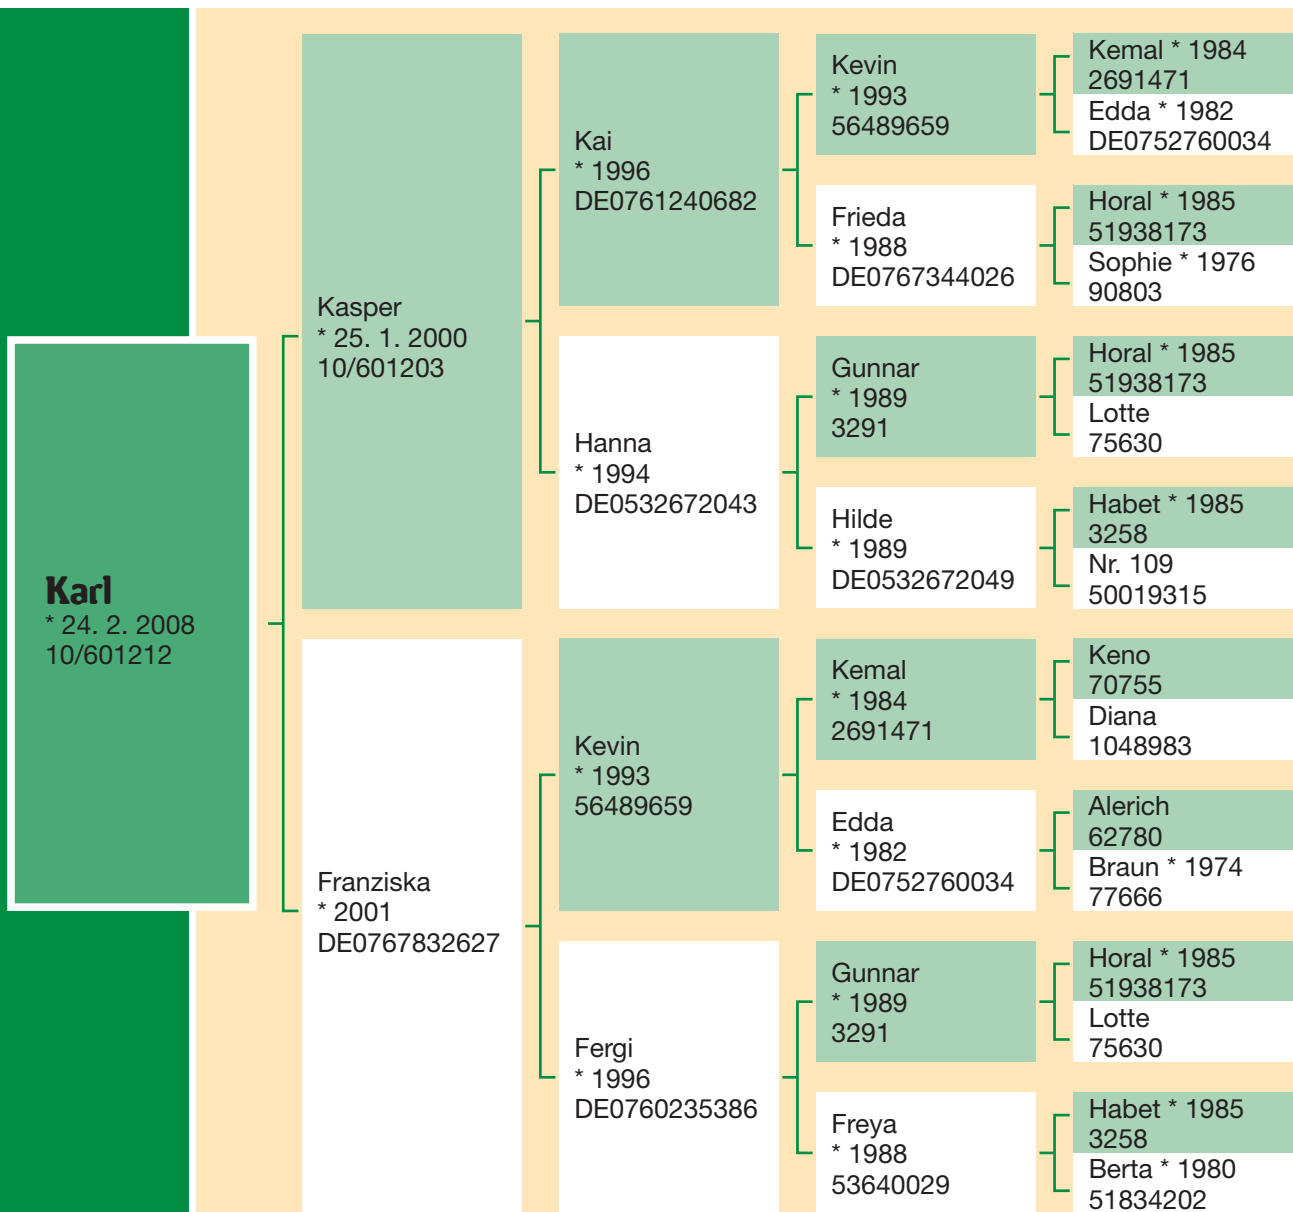 Karl
* 24. 2. 2008
10/601212
Kasper
* 25. 1. 2000
10/601203
Franziska
* 2001
DE0767832627
Kai
* 1996
DE0761240682
Hanna
* 1994
DE0532672043
Kevin
* 1993
56489659
Fergi
* 1996
DE0760235386
Kevin
* 1993
56489659
Frieda
* 1988
DE0767344026
Gunnar
* 1989
3291
Hilde
* 1989
DE0532672049
Kemal
* 1984
2691471
Edda
* 1982
DE0752760034
Gunnar
* 1989
3291
Freya
* 1988
53640029
Kemal * 1984
2691471
Edda * 1982
DE0752760034
Horal * 1985
51938173
Sophie * 1976
90803
Horal * 1985
51938173
Lotte
75630
Habet * 1985
3258
Nr. 109
50019315
Keno
70755
Diana
1048983
Alerich
62780
Braun * 1974
77666
Horal * 1985
51938173
Lotte
75630
Habet * 1985
3258
Berta * 1980
51834202